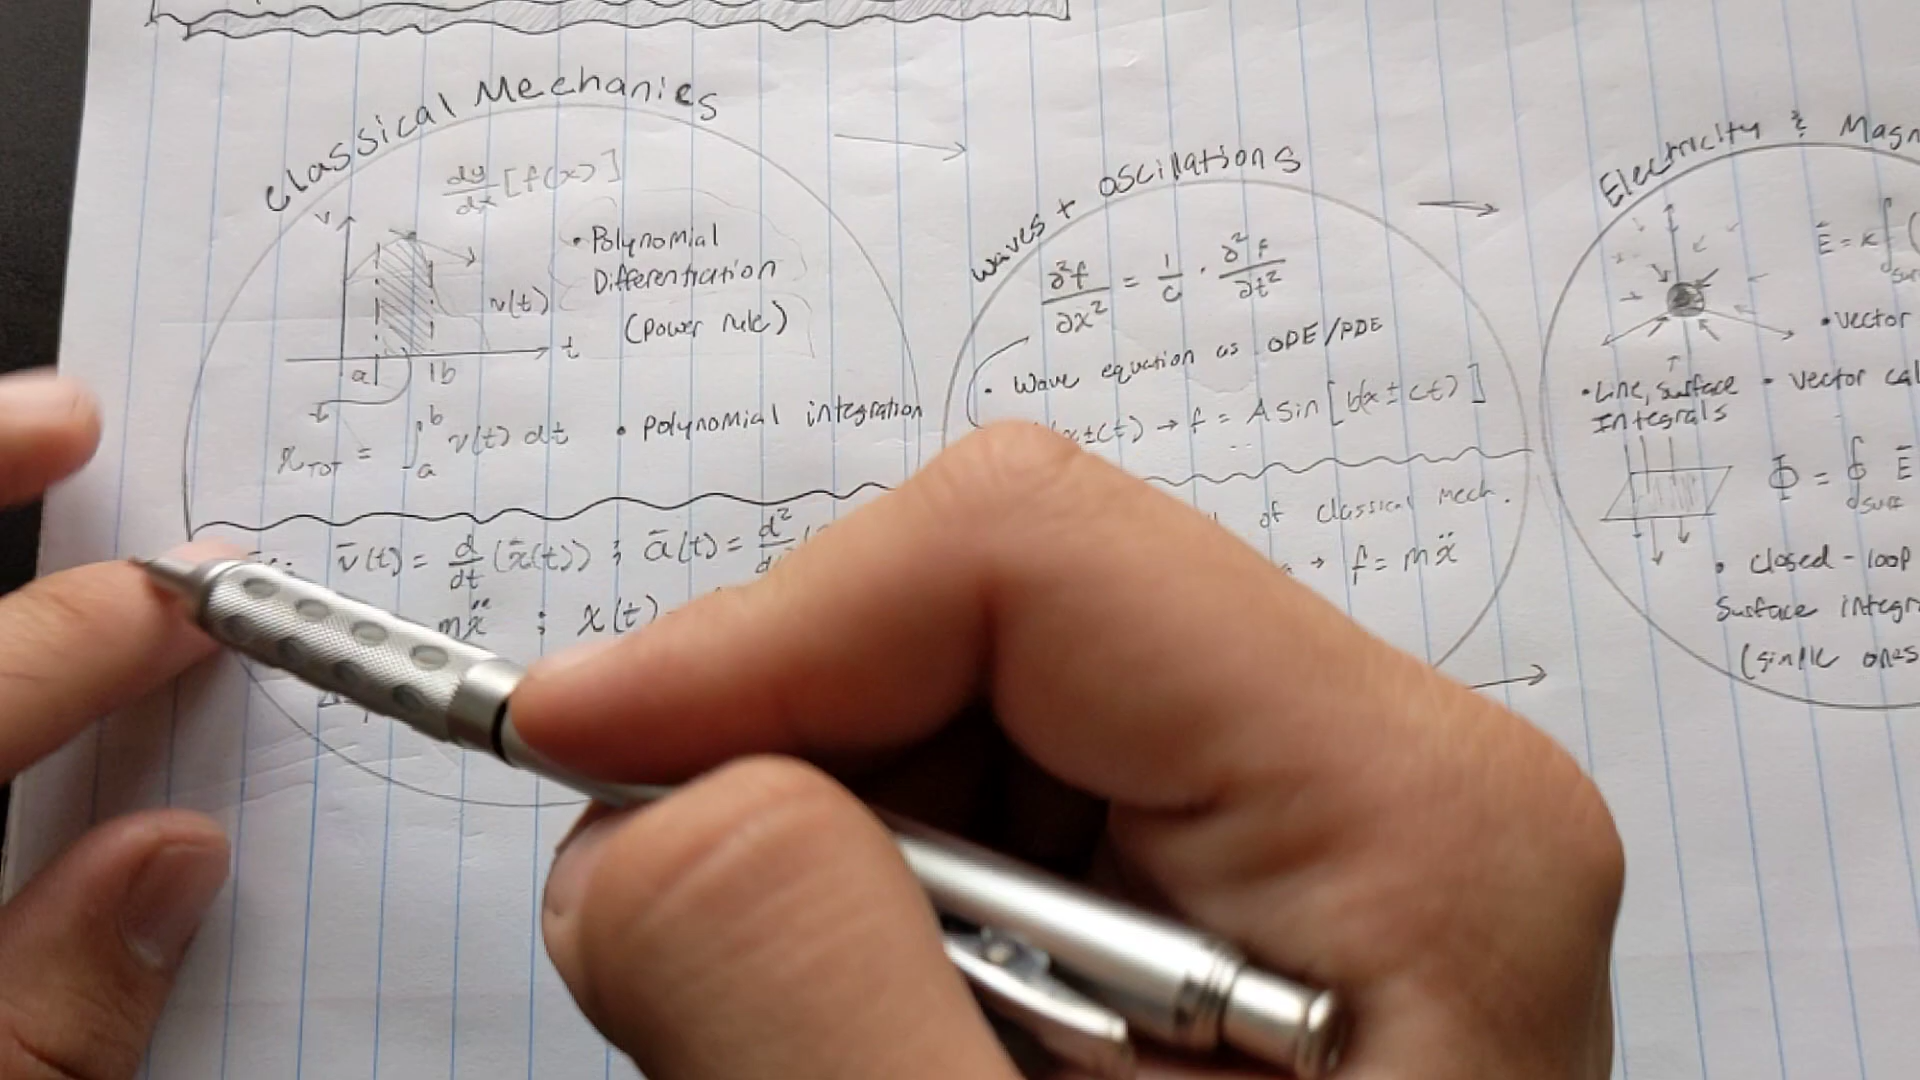 Classical Mechanics
dy/dx [f(x)]
v
• Polynomial
Differentiation
(power rule)
v(t)
t
a b
x_TOT = ∫_a^b v(t) dt • polynomial integration
v̄(t) = d/dt (x̄(t)) ; ā(t) = d²
mẍ ; x(t)
Waves + oscillations
∂²f/∂x² = 1/c · ∂²f/∂t²
• Wave equation as ODE/PDE
(x±ct) → f = A sin [b(x ± ct)]
of classical mech.
→ f = mẍ
Electricity & Magn
Ē = k∫
• vector
• Line, surface
Integrals
• vector cal
Φ = ∮ Ē
surf
• closed-loop
Surface integr
(simple ones